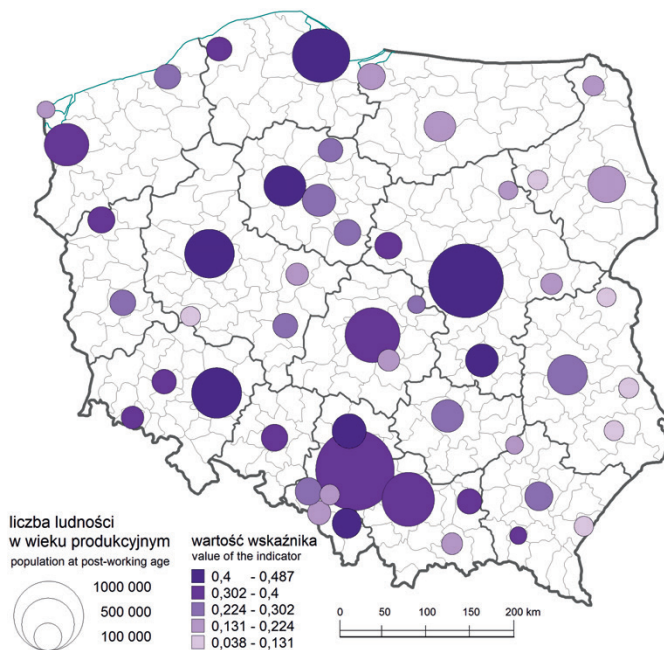 liczba ludności
w wieku produkcyjnym
population at post-working age
1000 000
500 000
100 000
wartość wskaźnika
value of the indicator
0,4 - 0,487
0,302 - 0,4
0,224 - 0,302
0,131 - 0,224
0,038 - 0,131
0 50 100 150 200 km